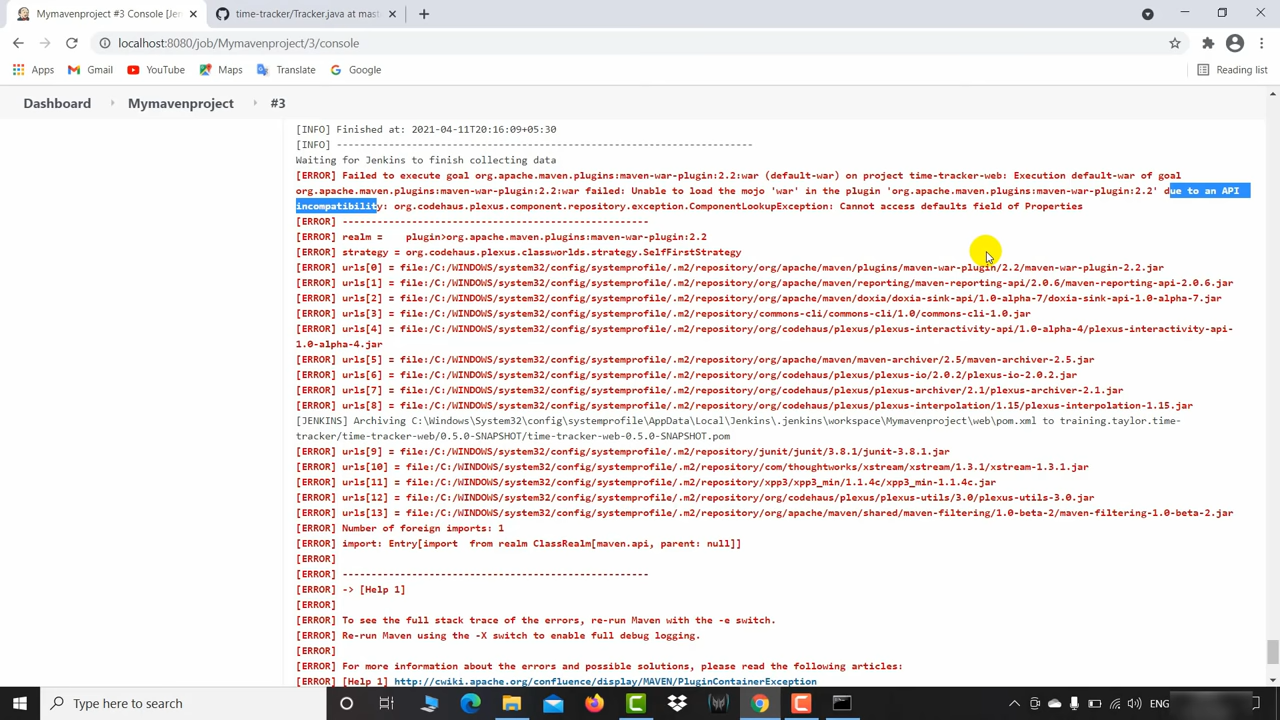 Mymavenproject #3 Console [Jen
time-tracker/Tracker.java at mast
localhost:8080/job/Mymavenproject/3/console
Apps
Gmail
YouTube
Maps
Translate
Google
Reading list
Dashboard
Mymavenproject
#3
[INFO] Finished at: 2021-04-11T20:16:09+05:30
[INFO] ------------------------------------------------------------------------
Waiting for Jenkins to finish collecting data
[ERROR] Failed to execute goal org.apache.maven.plugins:maven-war-plugin:2.2:war (default-war) on project time-tracker-web: Execution default-war of goal
org.apache.maven.plugins:maven-war-plugin:2.2:war failed: Unable to load the mojo 'war' in the plugin 'org.apache.maven.plugins:maven-war-plugin:2.2' due to an API
incompatibility: org.codehaus.plexus.component.repository.exception.ComponentLookupException: Cannot access defaults field of Properties
[ERROR] -----------------------------------------------------
[ERROR] realm =    plugin>org.apache.maven.plugins:maven-war-plugin:2.2
[ERROR] strategy = org.codehaus.plexus.classworlds.strategy.SelfFirstStrategy
[ERROR] urls[0] = file:/C:/WINDOWS/system32/config/systemprofile/.m2/repository/org/apache/maven/plugins/maven-war-plugin/2.2/maven-war-plugin-2.2.jar
[ERROR] urls[1] = file:/C:/WINDOWS/system32/config/systemprofile/.m2/repository/org/apache/maven/reporting/maven-reporting-api/2.0.6/maven-reporting-api-2.0.6.jar
[ERROR] urls[2] = file:/C:/WINDOWS/system32/config/systemprofile/.m2/repository/org/apache/maven/doxia/doxia-sink-api/1.0-alpha-7/doxia-sink-api-1.0-alpha-7.jar
[ERROR] urls[3] = file:/C:/WINDOWS/system32/config/systemprofile/.m2/repository/commons-cli/commons-cli/1.0/commons-cli-1.0.jar
[ERROR] urls[4] = file:/C:/WINDOWS/system32/config/systemprofile/.m2/repository/org/codehaus/plexus/plexus-interactivity-api/1.0-alpha-4/plexus-interactivity-api-
1.0-alpha-4.jar
[ERROR] urls[5] = file:/C:/WINDOWS/system32/config/systemprofile/.m2/repository/org/apache/maven/maven-archiver/2.5/maven-archiver-2.5.jar
[ERROR] urls[6] = file:/C:/WINDOWS/system32/config/systemprofile/.m2/repository/org/codehaus/plexus/plexus-io/2.0.2/plexus-io-2.0.2.jar
[ERROR] urls[7] = file:/C:/WINDOWS/system32/config/systemprofile/.m2/repository/org/codehaus/plexus/plexus-archiver/2.1/plexus-archiver-2.1.jar
[ERROR] urls[8] = file:/C:/WINDOWS/system32/config/systemprofile/.m2/repository/org/codehaus/plexus/plexus-interpolation/1.15/plexus-interpolation-1.15.jar
[JENKINS] Archiving C:\Windows\System32\config\systemprofile\AppData\Local\Jenkins\.jenkins\workspace\Mymavenproject\web\pom.xml to training.taylor.time-
tracker/time-tracker-web/0.5.0-SNAPSHOT/time-tracker-web-0.5.0-SNAPSHOT.pom
[ERROR] urls[9] = file:/C:/WINDOWS/system32/config/systemprofile/.m2/repository/junit/junit/3.8.1/junit-3.8.1.jar
[ERROR] urls[10] = file:/C:/WINDOWS/system32/config/systemprofile/.m2/repository/com/thoughtworks/xstream/xstream/1.3.1/xstream-1.3.1.jar
[ERROR] urls[11] = file:/C:/WINDOWS/system32/config/systemprofile/.m2/repository/xpp3/xpp3_min/1.1.4c/xpp3_min-1.1.4c.jar
[ERROR] urls[12] = file:/C:/WINDOWS/system32/config/systemprofile/.m2/repository/org/codehaus/plexus/plexus-utils/3.0/plexus-utils-3.0.jar
[ERROR] urls[13] = file:/C:/WINDOWS/system32/config/systemprofile/.m2/repository/org/apache/maven/shared/maven-filtering/1.0-beta-2/maven-filtering-1.0-beta-2.jar
[ERROR] Number of foreign imports: 1
[ERROR] import: Entry[import  from realm ClassRealm[maven.api, parent: null]]
[ERROR]
[ERROR] -----------------------------------------------------
[ERROR] -> [Help 1]
[ERROR]
[ERROR] To see the full stack trace of the errors, re-run Maven with the -e switch.
[ERROR] Re-run Maven using the -X switch to enable full debug logging.
[ERROR]
[ERROR] For more information about the errors and possible solutions, please read the following articles:
[ERROR] [Help 1] http://cwiki.apache.org/confluence/display/MAVEN/PluginContainerException
Type here to search
ENG